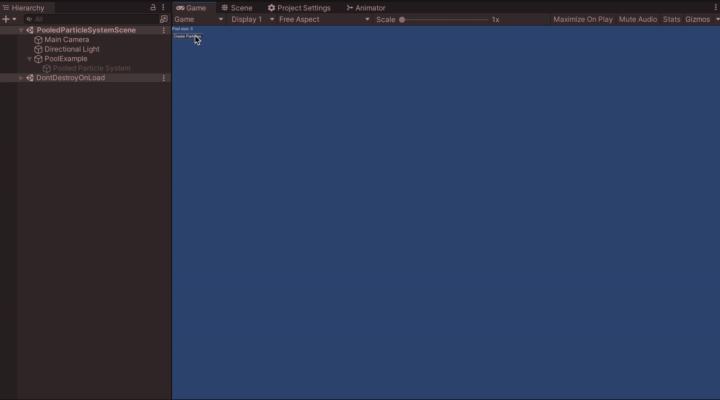 Hierarchy
All
PooledParticleSystemScene
Main Camera
Directional Light
PoolExample
Pooled Particle System
DontDestroyOnLoad
Game Scene Project Settings Animator
Game Display 1 Free Aspect Scale 1x Maximize On Play Mute Audio Stats Gizmos
Pool size: 0
Create